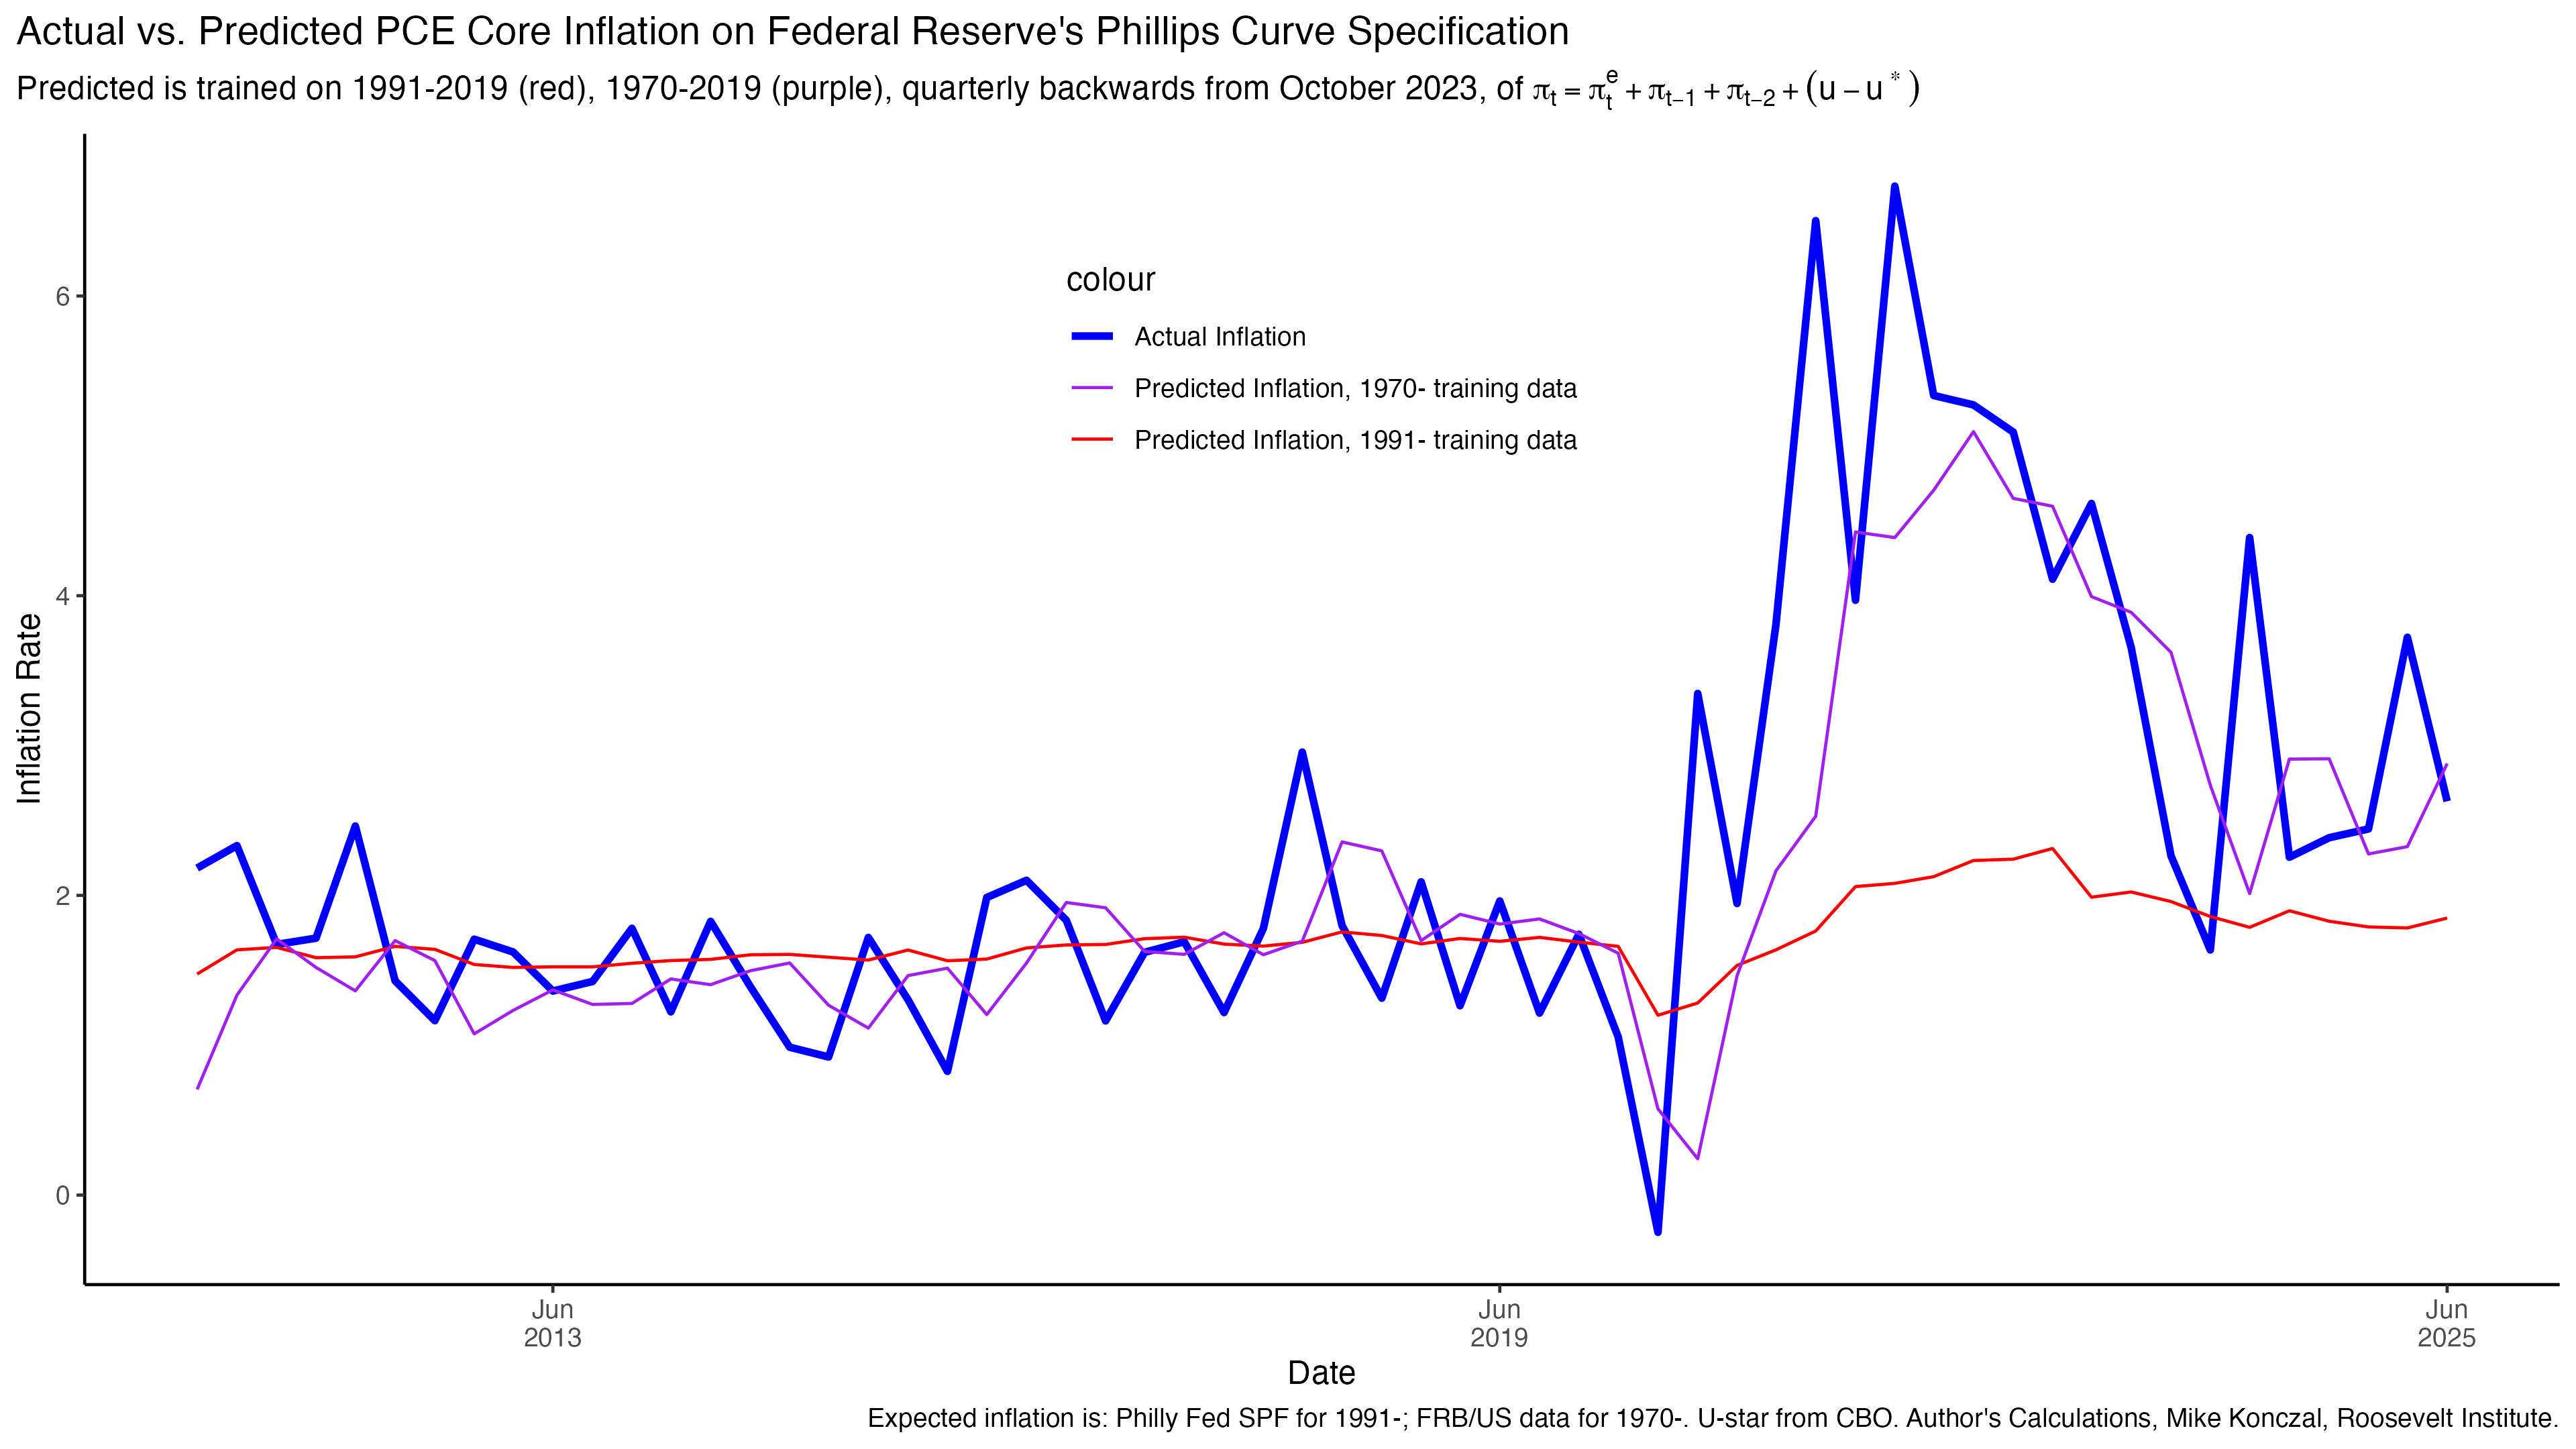 Actual vs. Predicted PCE Core Inflation on Federal Reserve's Phillips Curve Specification
Predicted is trained on 1991-2019 (red), 1970-2019 (purple), quarterly backwards from October 2023, of πₜ = πₜᵉ + πₜ₋₁ + πₜ₋₂ + (u − u*)
colour
Actual Inflation
Predicted Inflation, 1970- training data
Predicted Inflation, 1991- training data
Inflation Rate
6
4
2
0
Jun
2013
Jun
2019
Jun
2025
Date
Expected inflation is: Philly Fed SPF for 1991-; FRB/US data for 1970-. U-star from CBO. Author's Calculations, Mike Konczal, Roosevelt Institute.